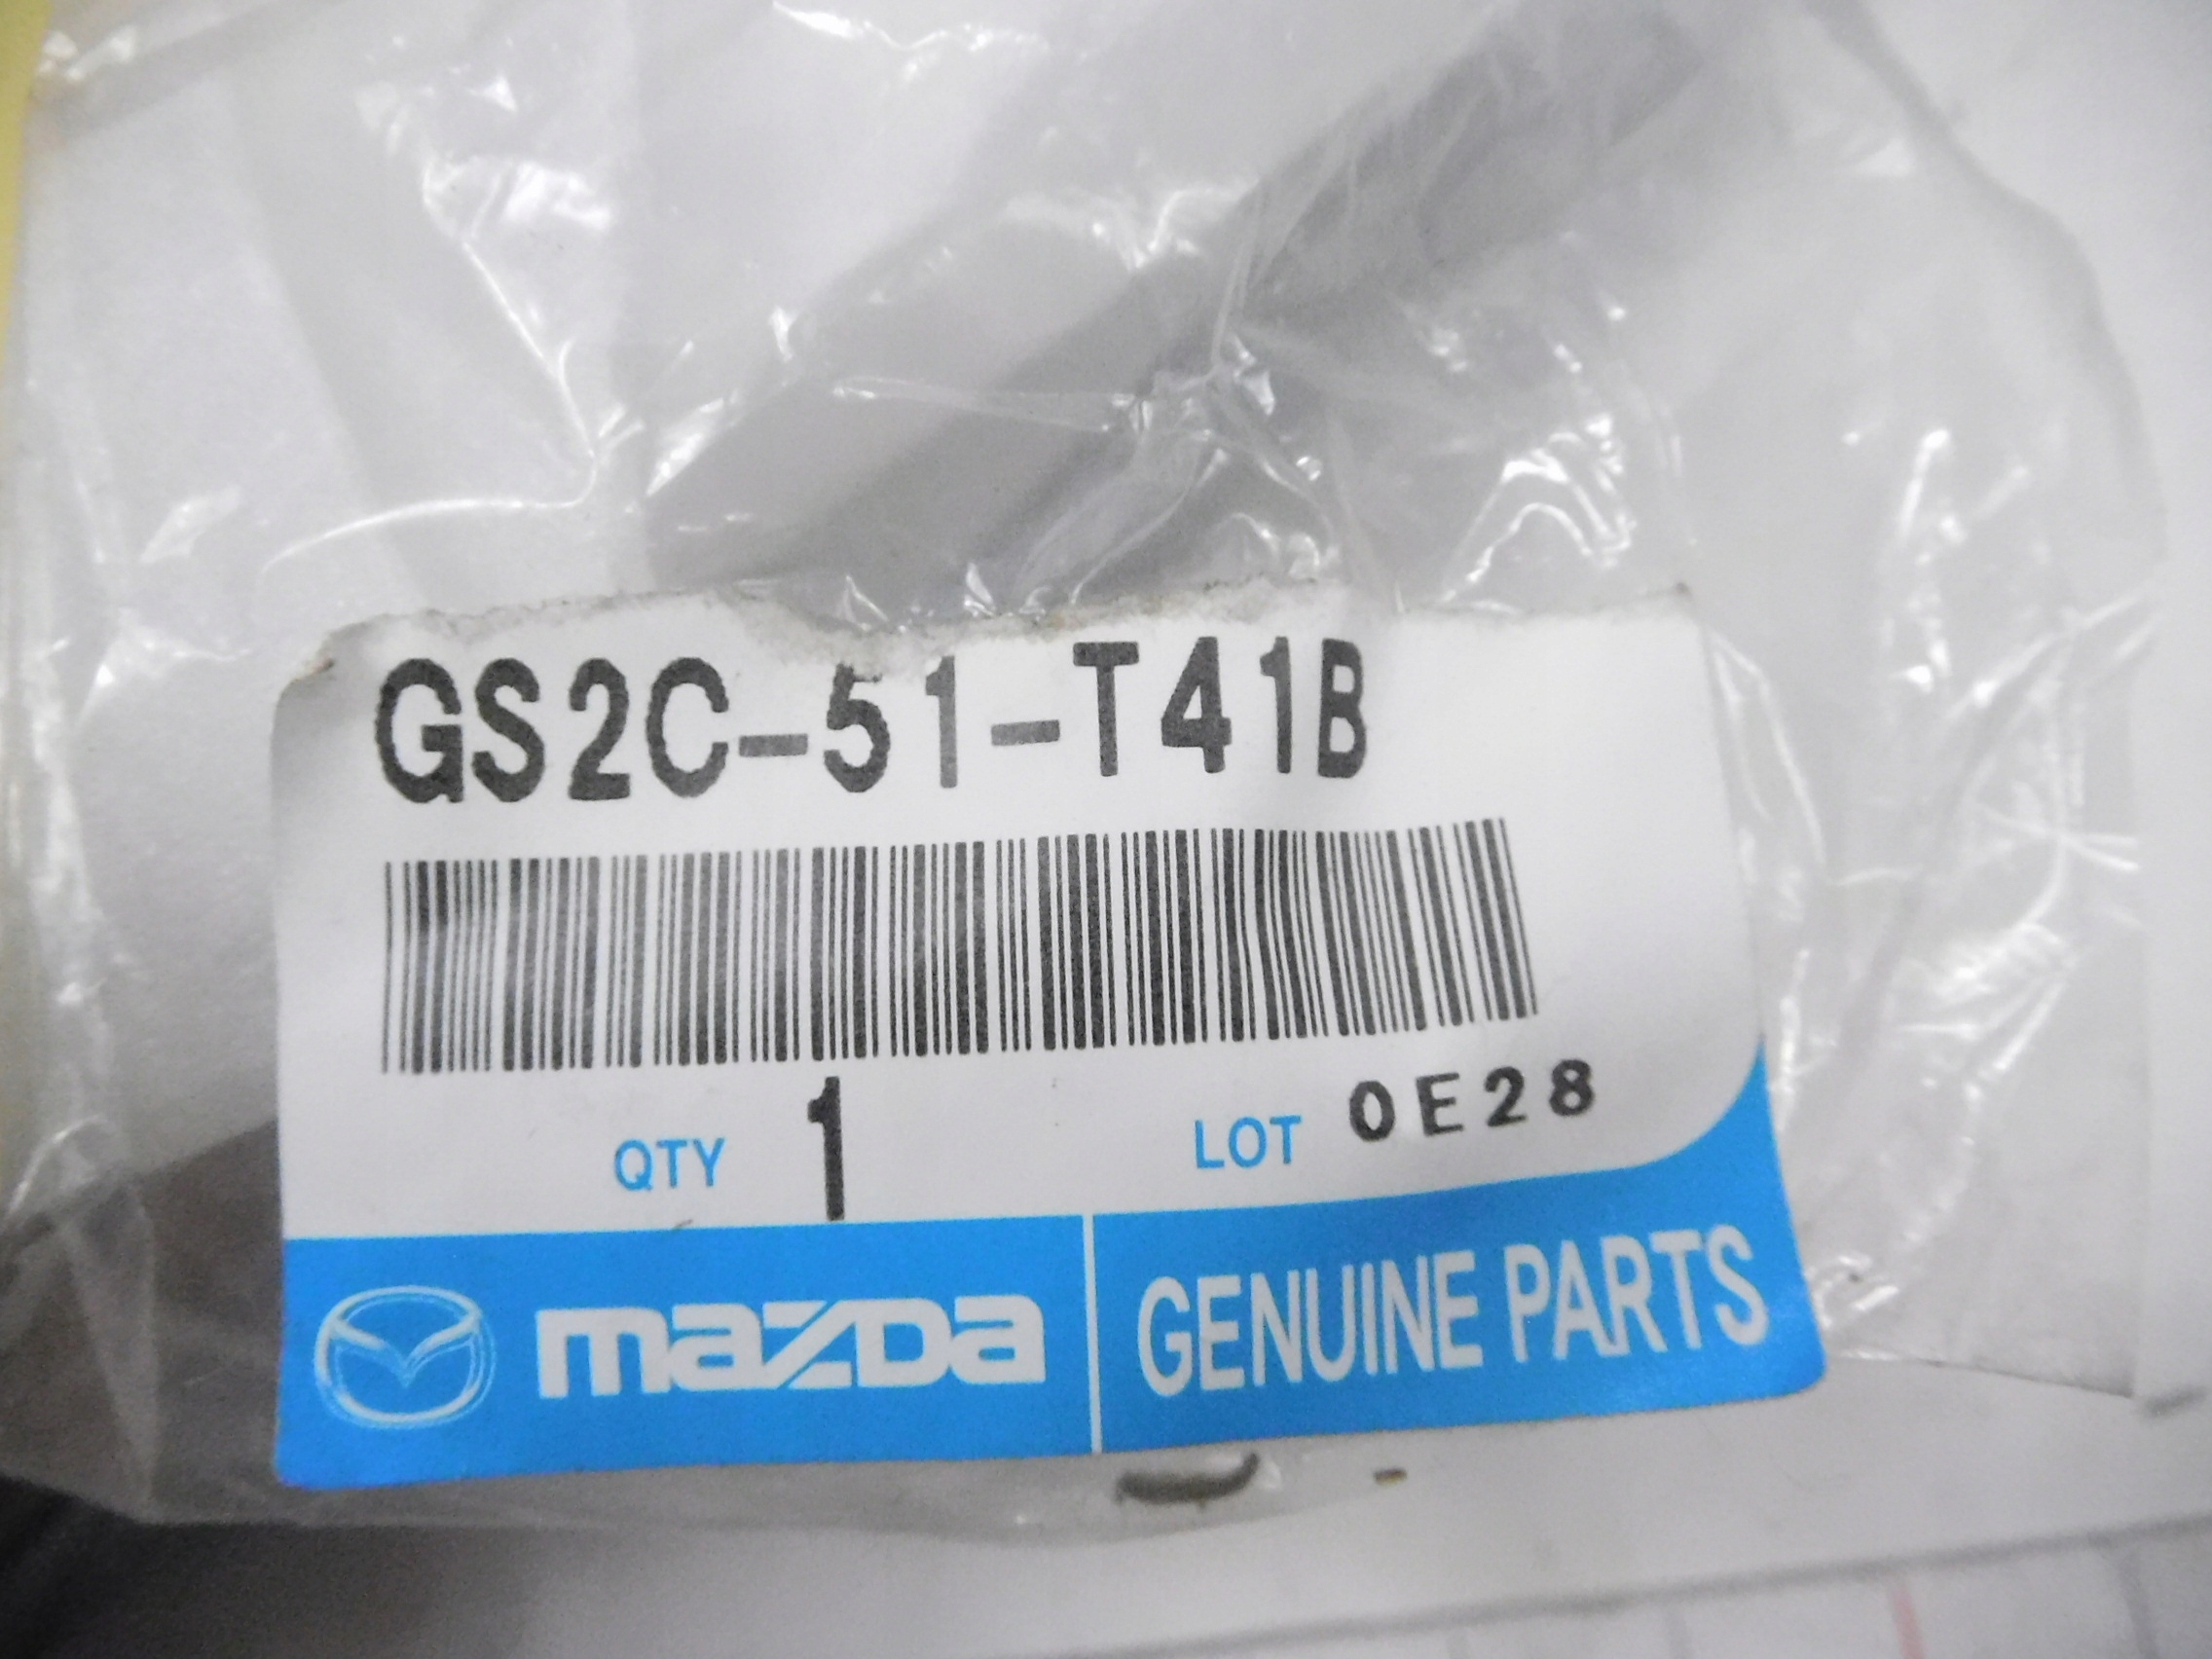 GS2C-51-T41B
QTY 1 LOT 0E28
mazda GENUINE PARTS